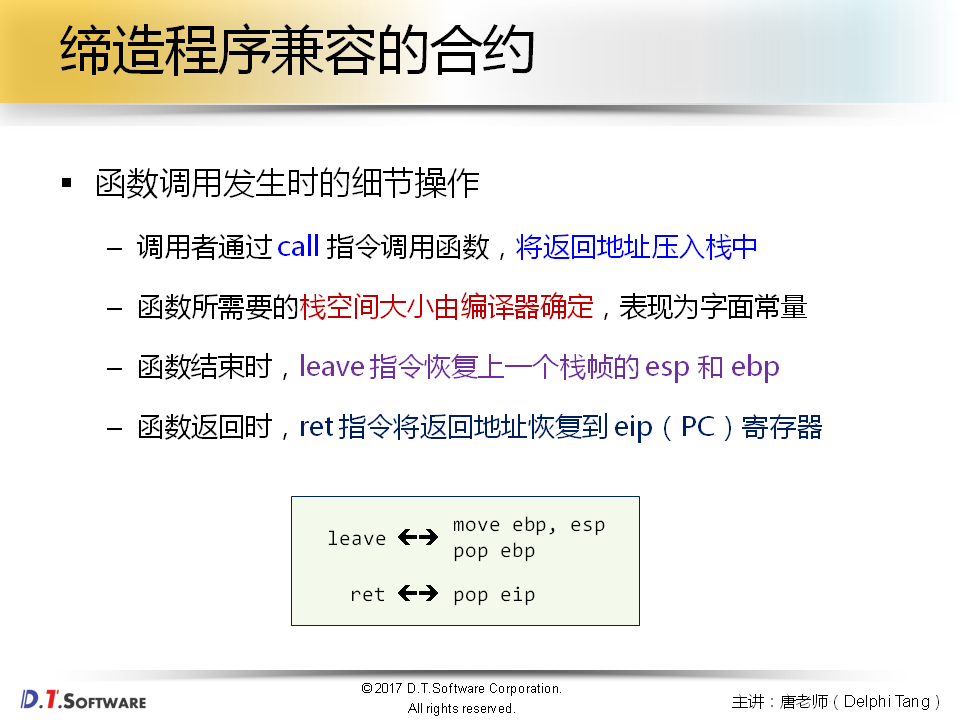 缔造程序兼容的合约
函数调用发生时的细节操作
– 调用者通过 call 指令调用函数，将返回地址压入栈中
– 函数所需要的栈空间大小由编译器确定，表现为字面常量
– 函数结束时，leave 指令恢复上一个栈帧的 esp 和 ebp
– 函数返回时，ret 指令将返回地址恢复到 eip（PC）寄存器
move ebp, esp
leave
pop ebp
ret
pop eip
D.T.SOFTWARE
©2017 D.T.Software Corporation.
All rights reserved.
主讲：唐老师（Delphi Tang）